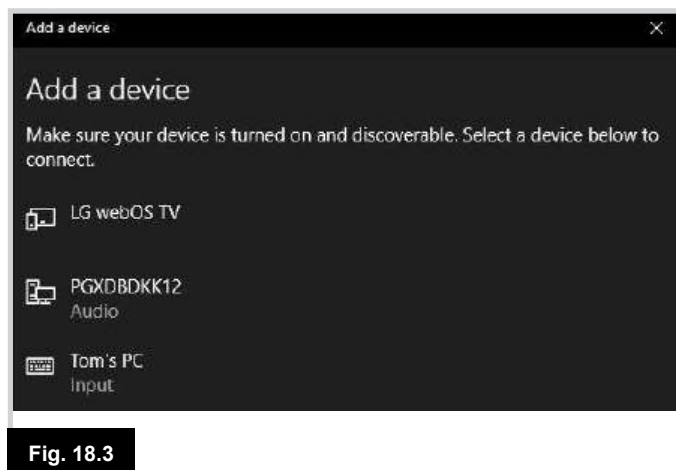 Add a device
Add a device
Make sure your device is turned on and discoverable. Select a device below to
connect.
LG webOS TV
PGXDBDKK12
Audio
Tom's PC
Input
Fig. 18.3